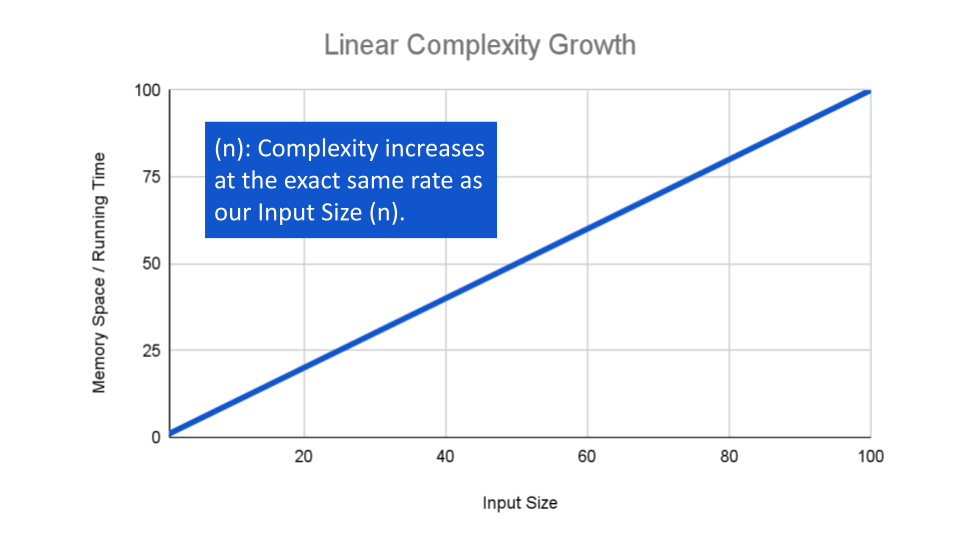 Linear Complexity Growth
100
75
50
25
0
Memory Space / Running Time
(n): Complexity increases
at the exact same rate as
our Input Size (n).
20 40 60 80 100
Input Size